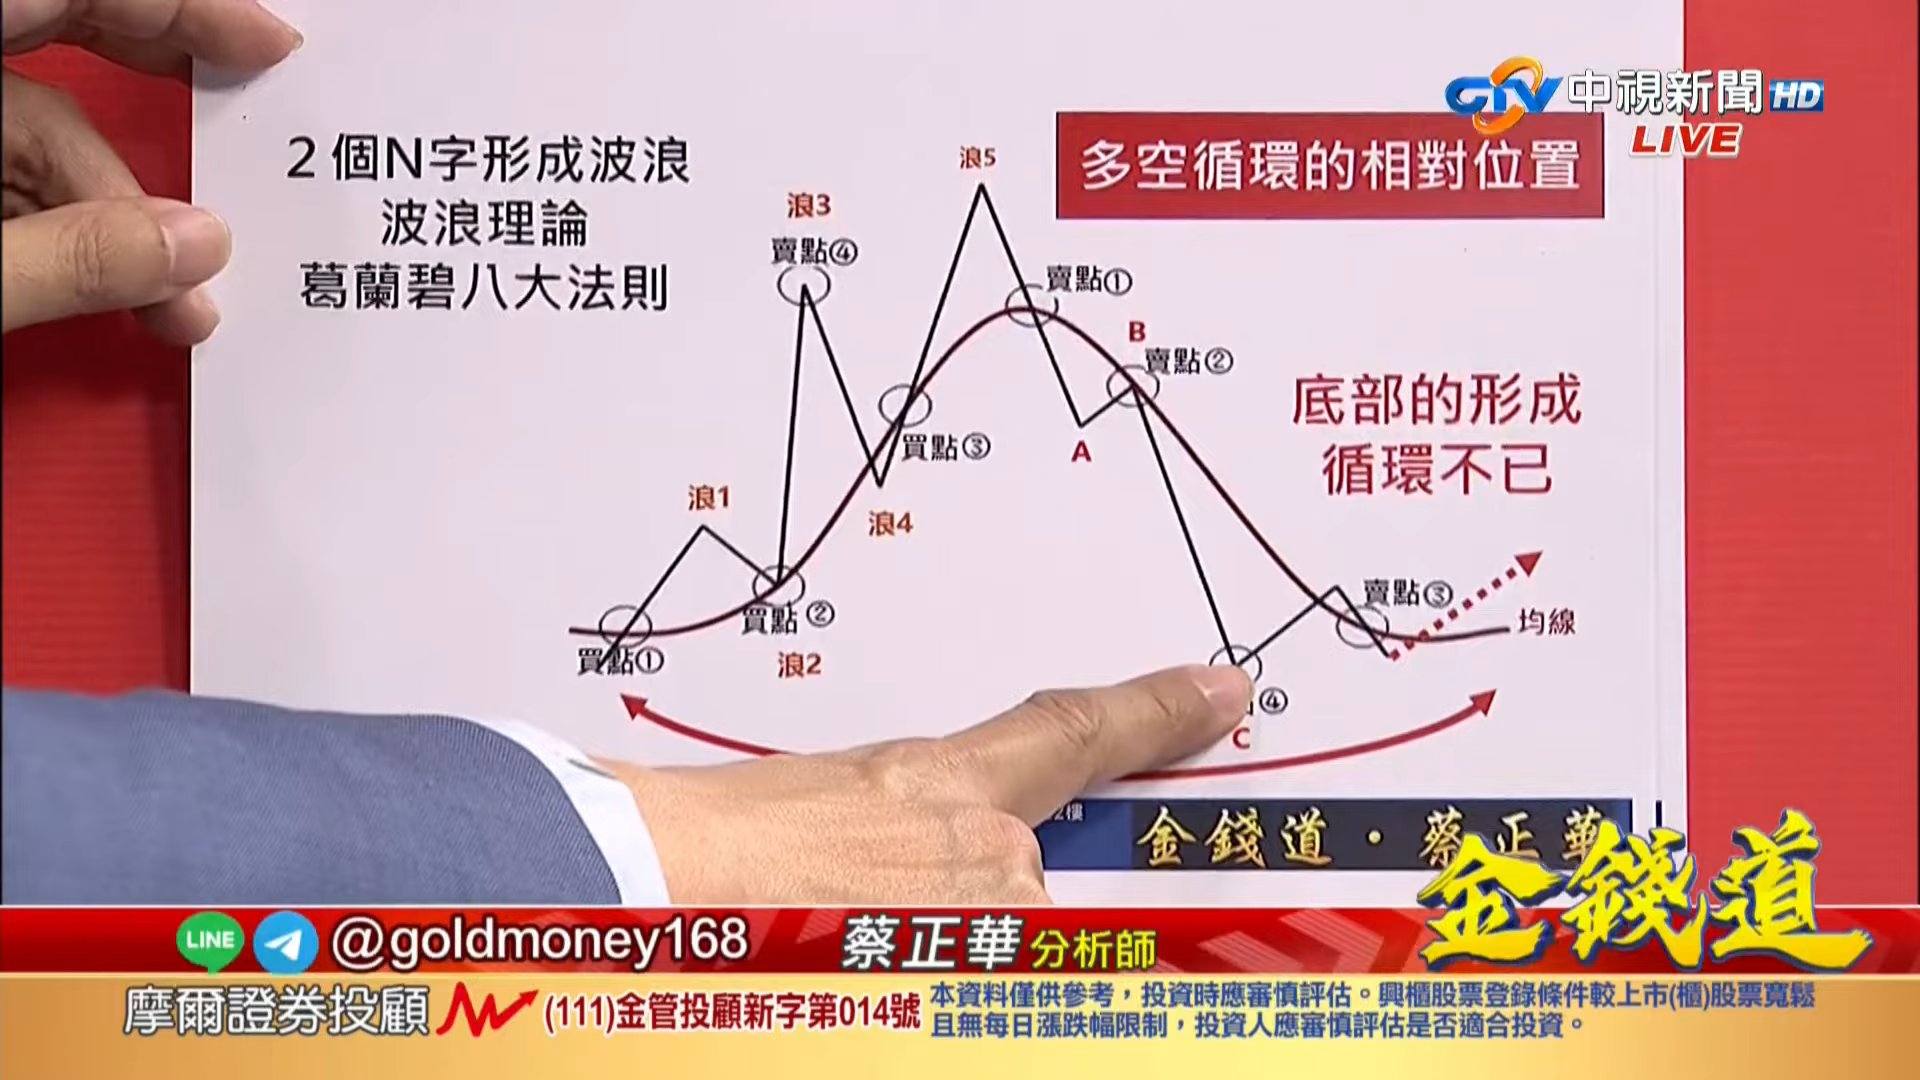 CTV 中視新聞 HD
LIVE
2個N字形成波浪
波浪理論
葛蘭碧八大法則
多空循環的相對位置
浪5
浪3
賣點④
賣點①
B
賣點②
底部的形成
循環不已
買點③
A
浪1
浪4
賣點③
均線
買點②
買點①
浪2
④
C
2樓
金錢道・蔡正華
金錢道
LINE @goldmoney168 蔡正華 分析師
摩爾證券投顧 (111)金管投顧新字第014號
本資料僅供參考，投資時應審慎評估。興櫃股票登錄條件較上市(櫃)股票寬鬆
且無每日漲跌幅限制，投資人應審慎評估是否適合投資。